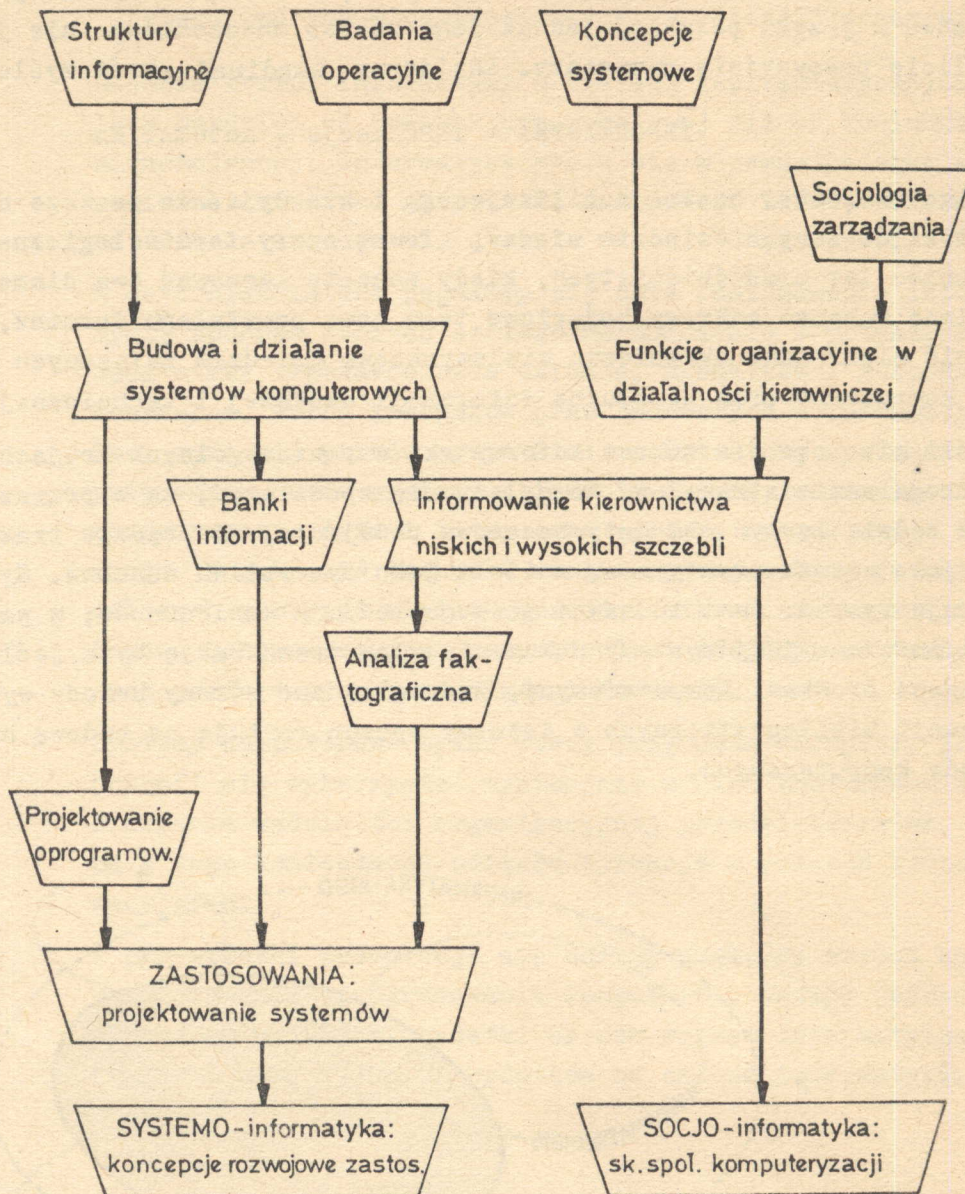 Struktury
informacyjne
Badania
operacyjne
Koncepcje
systemowe
Socjologia
zarządzania
Budowa i działanie
systemów komputerowych
Funkcje organizacyjne w
działalności kierowniczej
Banki
informacji
Informowanie kierownictwa
niskich i wysokich szczebli
Analiza fak-
tograficzna
Projektowanie
oprogramow.
ZASTOSOWANIA:
projektowanie systemów
SYSTEMO-informatyka:
koncepcje rozwojowe zastos.
SOCJO-informatyka:
sk. społ. komputeryzacji